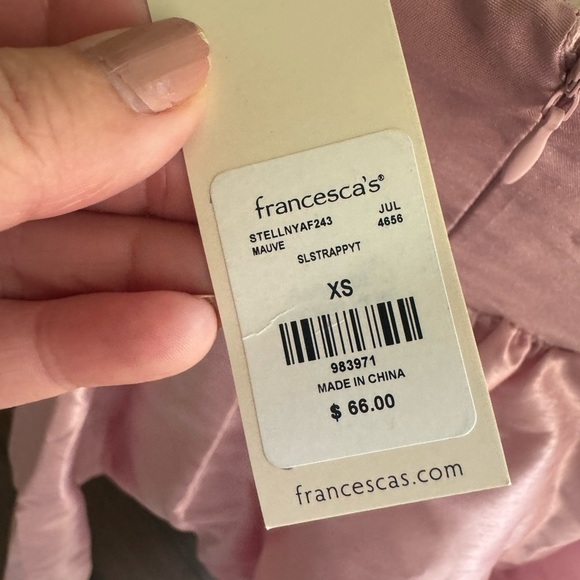 francesca's®
STELLNYAF243 JUL
MAUVE 4656
SLSTRAPPYT
XS
983971
MADE IN CHINA
$ 66.00
francescas.com